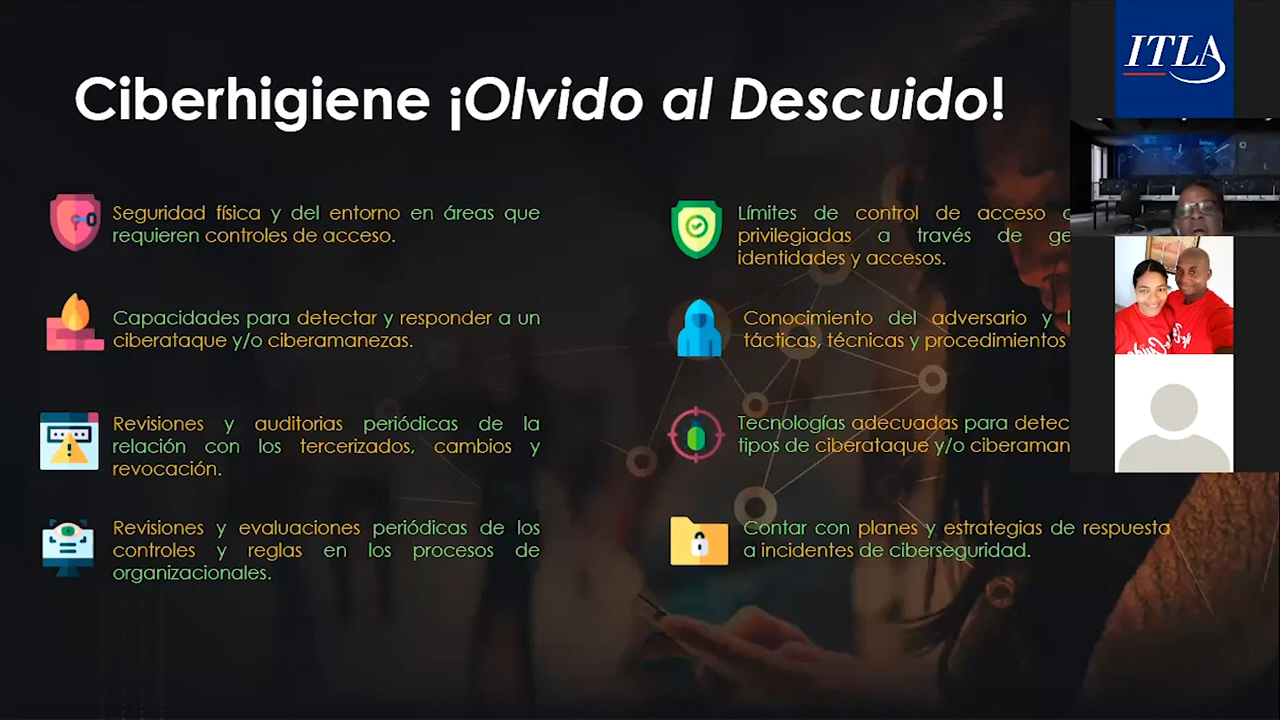 Ciberhigiene ¡Olvido al Descuido!
Seguridad física y del entorno en áreas que
requieren controles de acceso.
Capacidades para detectar y responder a un
ciberataque y/o ciberamanezas.
Revisiones y auditorias periódicas de la
relación con los tercerizados, cambios y
revocación.
Revisiones y evaluaciones periódicas de los
controles y reglas en los procesos de
organizacionales.
Límites de control de acceso
privilegiadas a través de
identidades y accesos.
Conocimiento del adversario y
tácticas, técnicas y procedimientos
Tecnologías adecuadas para
tipos de ciberataque y/o
Contar con planes y estrategias de respuesta
a incidentes de ciberseguridad.
ITLA